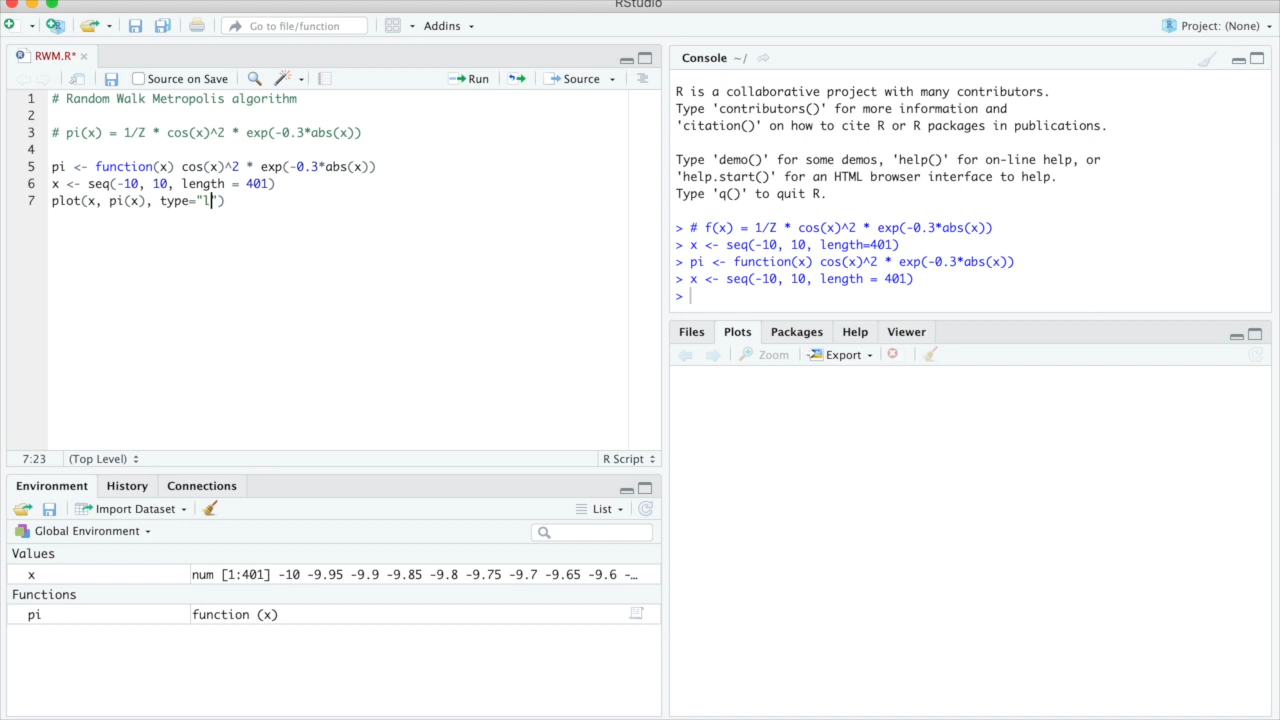 RStudio
Go to file/function
Addins
Project: (None)
RWM.R*
Source on Save
Run
Source
1 # Random Walk Metropolis algorithm
2
3 # pi(x) = 1/Z * cos(x)^2 * exp(-0.3*abs(x))
4
5 pi <- function(x) cos(x)^2 * exp(-0.3*abs(x))
6 x <- seq(-10, 10, length = 401)
7 plot(x, pi(x), type="l")
7:23
(Top Level)
R Script
Console ~/
R is a collaborative project with many contributors.
Type 'contributors()' for more information and
'citation()' on how to cite R or R packages in publications.
Type 'demo()' for some demos, 'help()' for on-line help, or
'help.start()' for an HTML browser interface to help.
Type 'q()' to quit R.
> # f(x) = 1/Z * cos(x)^2 * exp(-0.3*abs(x))
> x <- seq(-10, 10, length=401)
> pi <- function(x) cos(x)^2 * exp(-0.3*abs(x))
> x <- seq(-10, 10, length = 401)
>
Environment History Connections
Import Dataset
List
Global Environment
Values
x num [1:401] -10 -9.95 -9.9 -9.85 -9.8 -9.75 -9.7 -9.65 -9.6 -…
Functions
pi function (x)
Files Plots Packages Help Viewer
Zoom Export